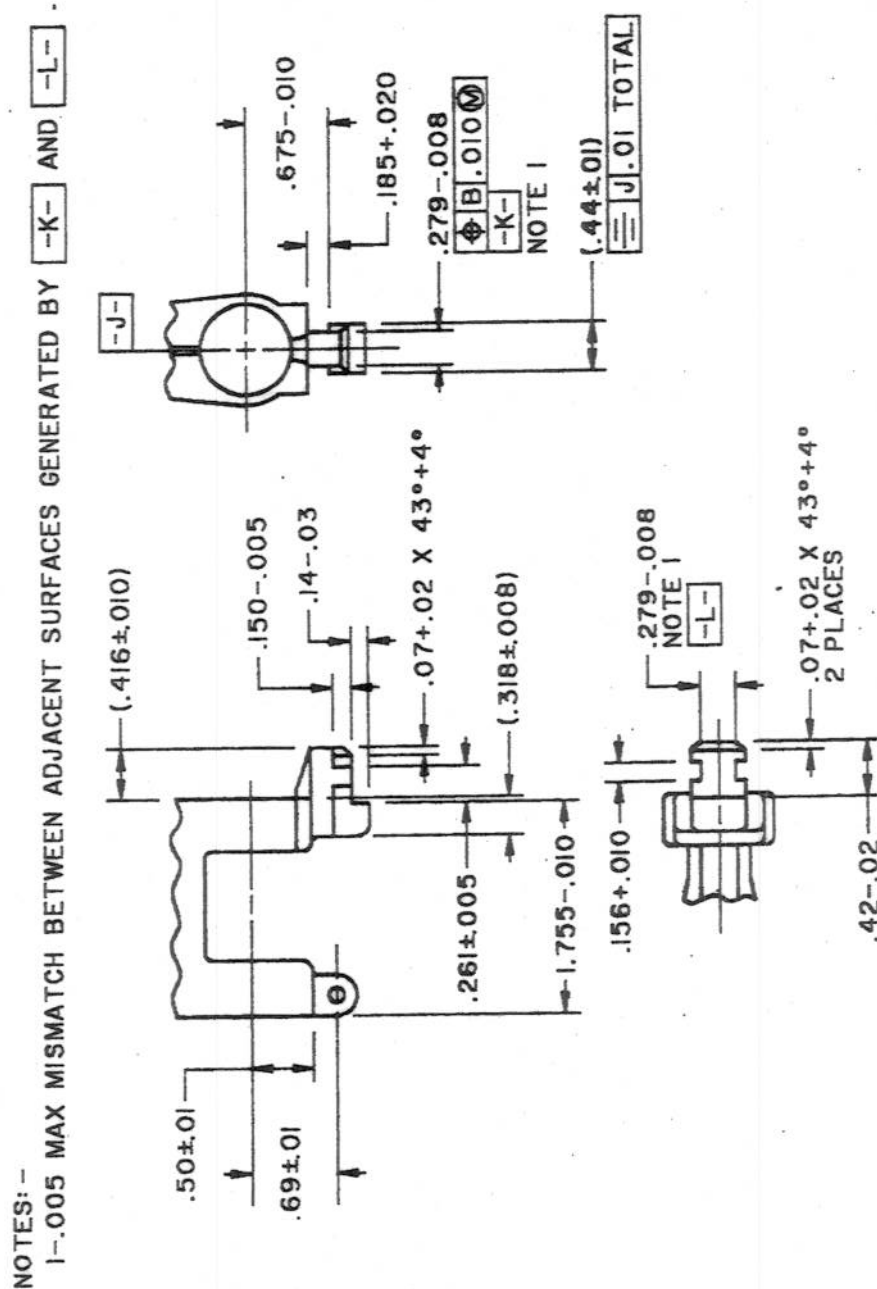 NOTES:-
1-.005 MAX MISMATCH BETWEEN ADJACENT SURFACES GENERATED BY -K- AND -L- .
.50±.01
.69±.01
(.416±.010)
.150-.005
.14-.03
.07+.02 X 43°+4°
(.318±.008)
.261±.005
1.755-.010
-J-
.675-.010
.185+.020
.279-.008
⌖ B .010 Ⓜ
-K-
NOTE 1
(.44±.01)
⌯ J .01 TOTAL
.156+.010
.279-.008
NOTE 1
-L-
.07+.02 X 43°+4°
2 PLACES
.42-.02